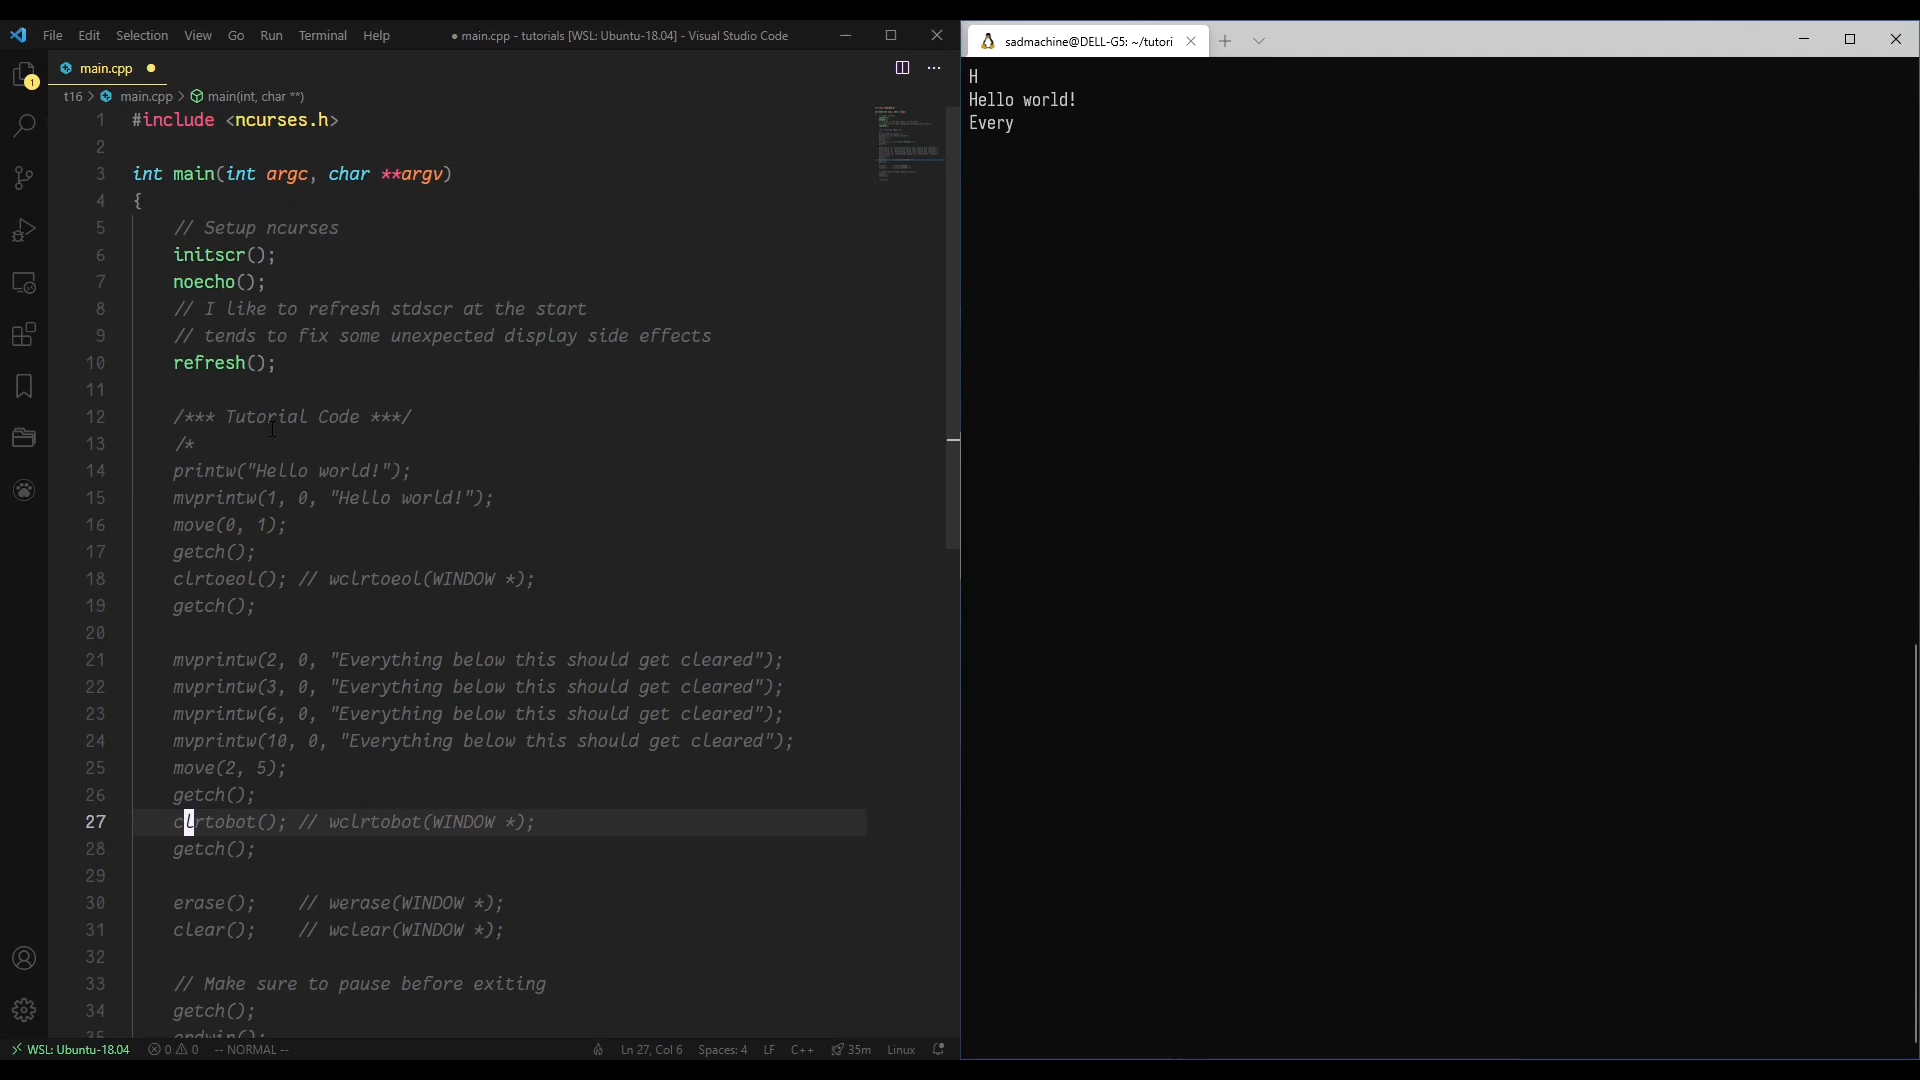 File Edit Selection View Go Run Terminal Help
● main.cpp - tutorials [WSL: Ubuntu-18.04] - Visual Studio Code
main.cpp ●
t16 > main.cpp > main(int, char **)
1 #include <ncurses.h>
2
3 int main(int argc, char **argv)
4 {
5 // Setup ncurses
6 initscr();
7 noecho();
8 // I like to refresh stdscr at the start
9 // tends to fix some unexpected display side effects
10 refresh();
11
12 /*** Tutorial Code ***/
13 /*
14 printw("Hello world!");
15 mvprintw(1, 0, "Hello world!");
16 move(0, 1);
17 getch();
18 clrtoeol(); // wclrtoeol(WINDOW *);
19 getch();
20
21 mvprintw(2, 0, "Everything below this should get cleared");
22 mvprintw(3, 0, "Everything below this should get cleared");
23 mvprintw(6, 0, "Everything below this should get cleared");
24 mvprintw(10, 0, "Everything below this should get cleared");
25 move(2, 5);
26 getch();
27 clrtobot(); // wclrtobot(WINDOW *);
28 getch();
29
30 erase(); // werase(WINDOW *);
31 clear(); // wclear(WINDOW *);
32
33 // Make sure to pause before exiting
34 getch();
35 endwin();
1
WSL: Ubuntu-18.04 0 0 -- NORMAL -- Ln 27, Col 6 Spaces: 4 LF C++ 35m Linux
sadmachine@DELL-G5: ~/tutori
H
Hello world!
Every